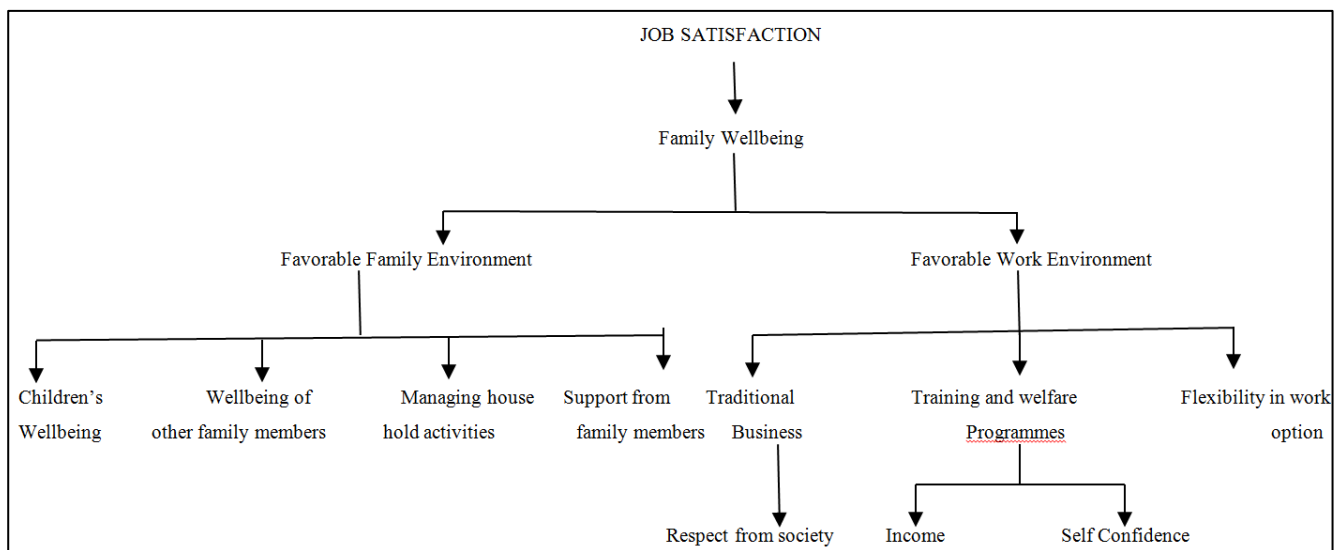 JOB SATISFACTION
Family Wellbeing
Favorable Family Environment
Favorable Work Environment
Children’s
Wellbeing
Wellbeing of
other family members
Managing house
hold activities
Support from
family members
Traditional
Business
Training and welfare
Programmes
Flexibility in work
option
Respect from society
Income
Self Confidence